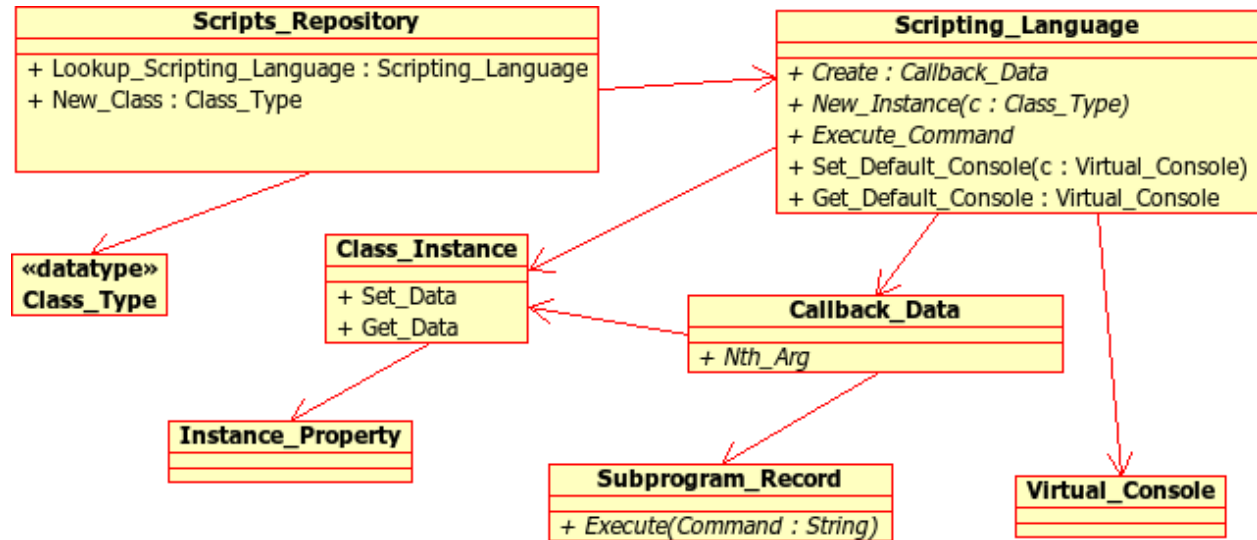 Scripts_Repository
+ Lookup_Scripting_Language : Scripting_Language
+ New_Class : Class_Type
Scripting_Language
+ Create : Callback_Data
+ New_Instance(c : Class_Type)
+ Execute_Command
+ Set_Default_Console(c : Virtual_Console)
+ Get_Default_Console : Virtual_Console
«datatype»
Class_Type
Class_Instance
+ Set_Data
+ Get_Data
Callback_Data
+ Nth_Arg
Instance_Property
Subprogram_Record
+ Execute(Command : String)
Virtual_Console